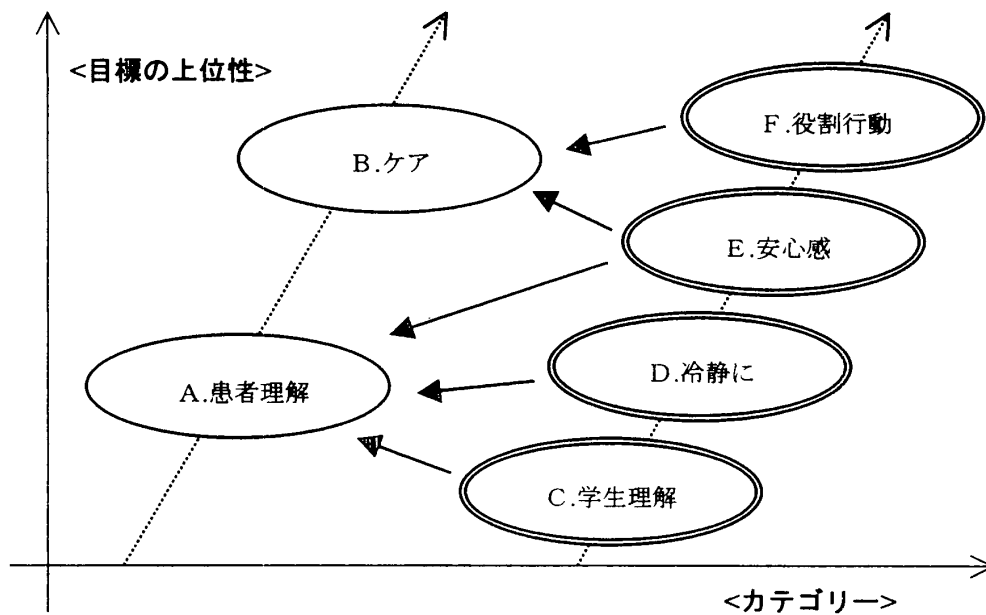 <目標の上位性>
F.役割行動
B.ケア
E.安心感
D.冷静に
A.患者理解
C.学生理解
<カテゴリー>